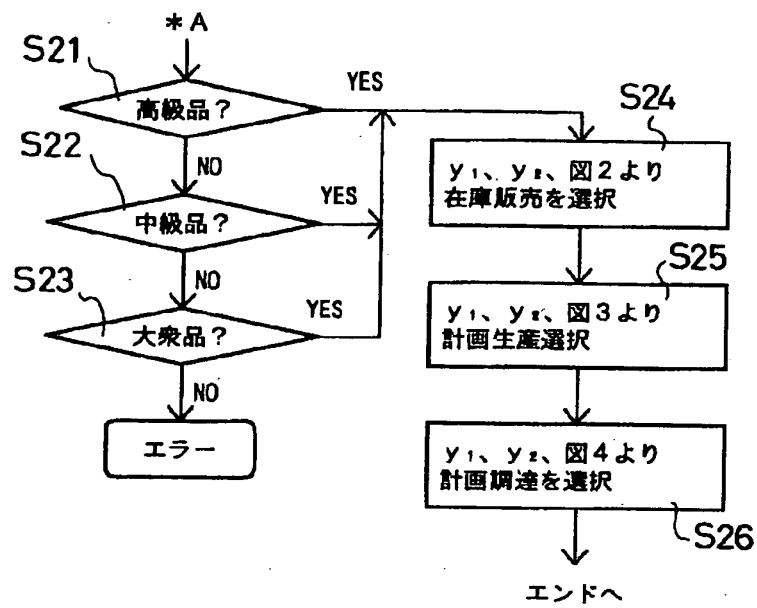 *A
S21
高級品?
YES
S24
y₁、y₂、図2より
在庫販売を選択
NO
S22
中級品?
YES
S25
y₁、y₂、図3より
計画生産選択
NO
S23
大衆品?
YES
S26
y₁、y₂、図4より
計画調達を選択
NO
エラー
エンドへ